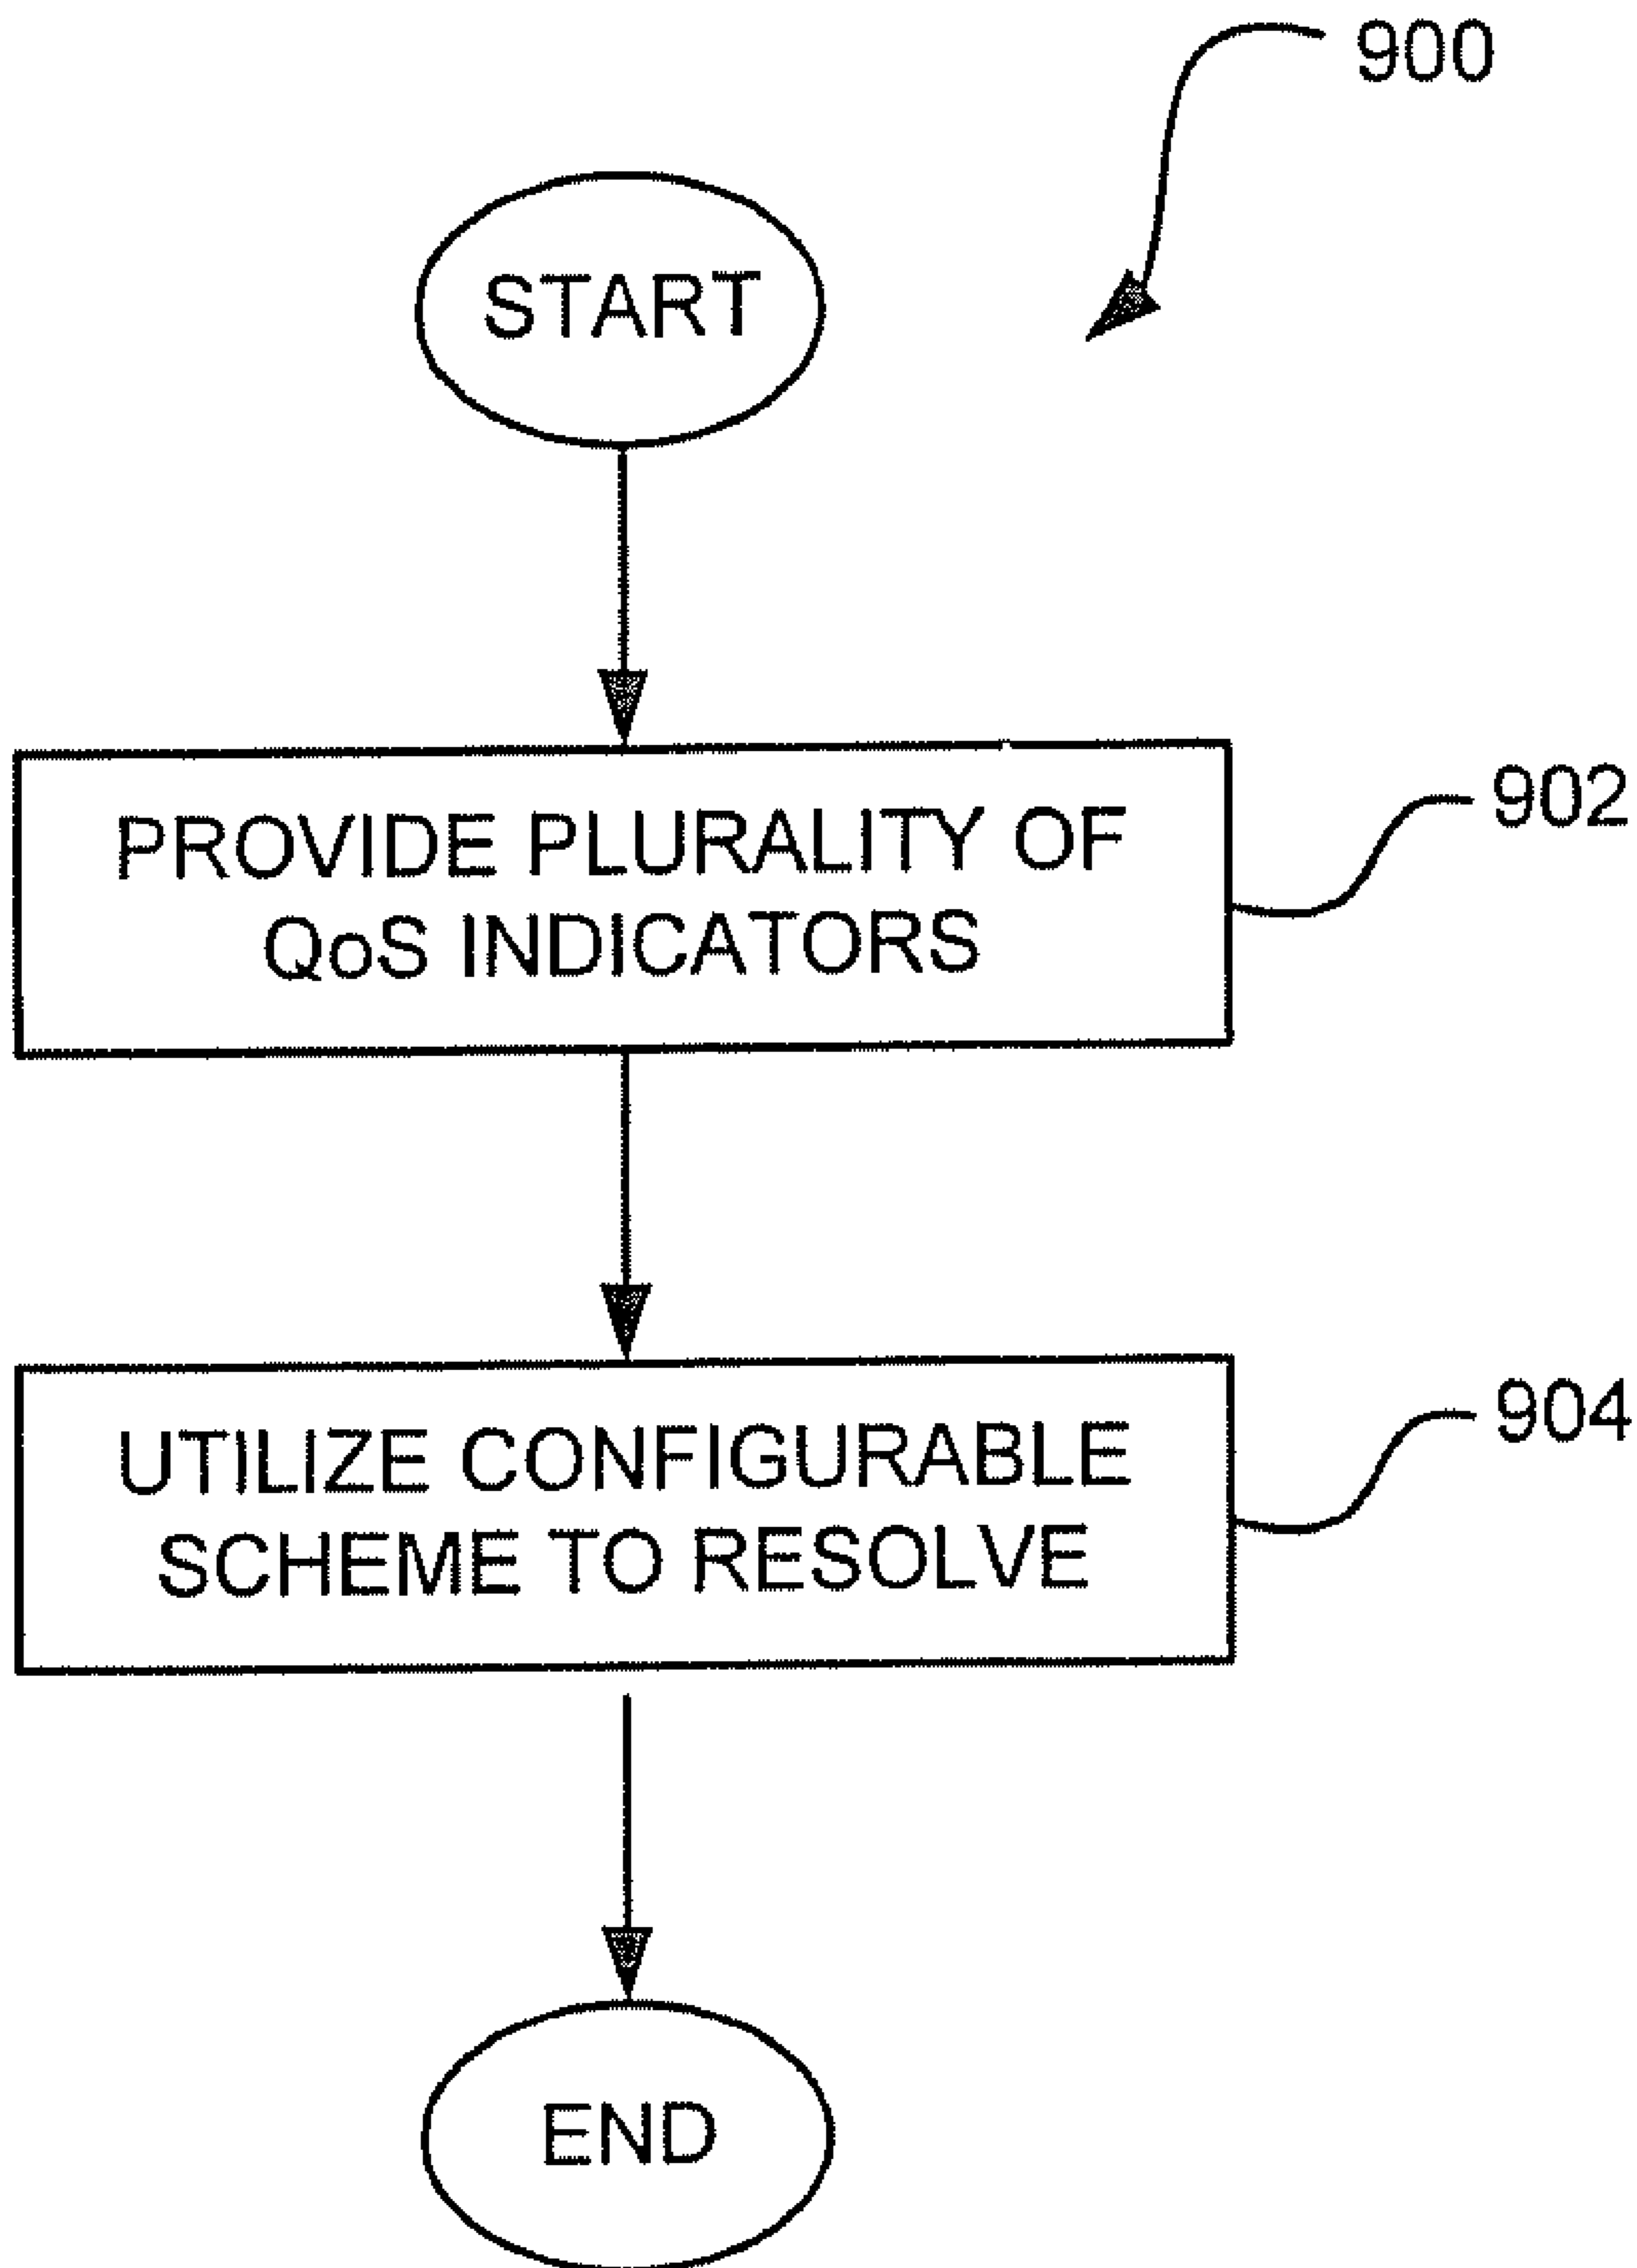 900
START
PROVIDE PLURALITY OF
QoS INDICATORS
902
UTILIZE CONFIGURABLE
SCHEME TO RESOLVE
904
END